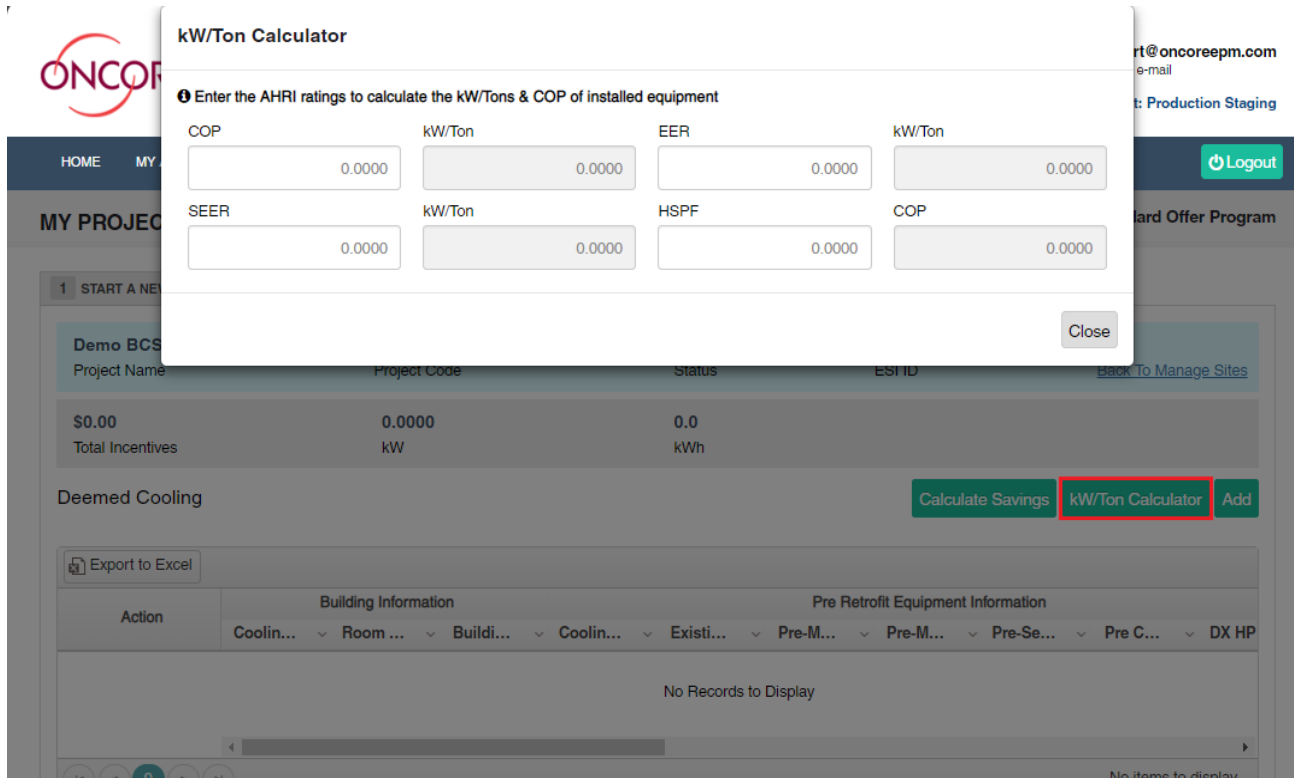 kW/Ton Calculator
ONCOR
rt@oncoreepm.com
e-mail
Enter the AHRI ratings to calculate the kW/Tons & COP of installed equipment
t: Production Staging
COP kW/Ton EER kW/Ton
HOME MY
0.0000 0.0000 0.0000 0.0000
Logout
SEER kW/Ton HSPF COP
MY PROJEC
lard Offer Program
0.0000 0.0000 0.0000 0.0000
1 START A NE
Close
Demo BCS
Project Name Project Code Status ESI ID Back To Manage Sites
$0.00 0.0000 0.0
Total Incentives kW kWh
Deemed Cooling Calculate Savings kW/Ton Calculator Add
Export to Excel
Action Building Information Pre Retrofit Equipment Information
Coolin... Room ... Buildi... Coolin... Existi... Pre-M... Pre-M... Pre-Se... Pre C... DX HP
No Records to Display
0 No items to display